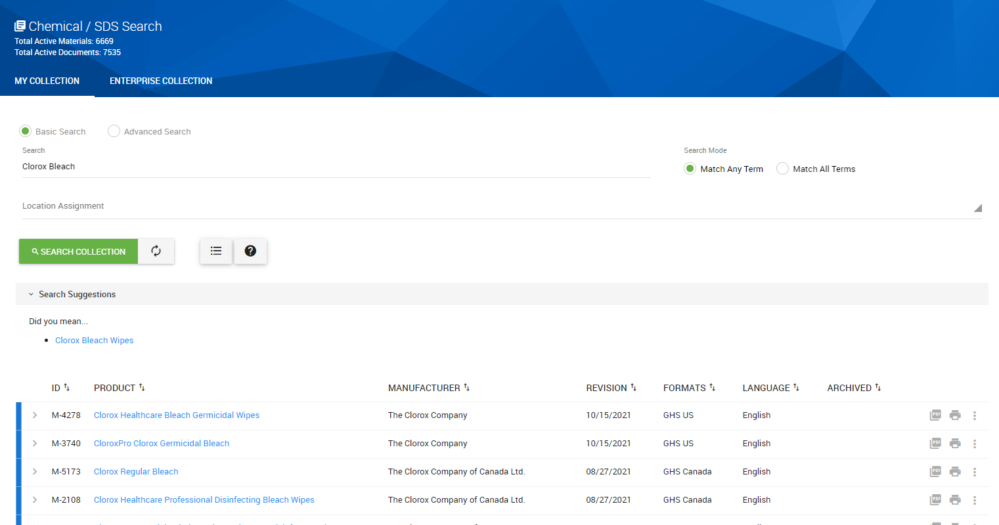 Chemical / SDS Search
Total Active Materials: 6669
Total Active Documents: 7535
MY COLLECTION ENTERPRISE COLLECTION
Basic Search Advanced Search
Search Search Mode
Clorox Bleach Match Any Term Match All Terms
Location Assignment
SEARCH COLLECTION
Search Suggestions
Did you mean...
Clorox Bleach Wipes
ID PRODUCT MANUFACTURER REVISION FORMATS LANGUAGE ARCHIVED
M-4278 Clorox Healthcare Bleach Germicidal Wipes The Clorox Company 10/15/2021 GHS US English
M-3740 CloroxPro Clorox Germicidal Bleach The Clorox Company 10/15/2021 GHS US English
M-5173 Clorox Regular Bleach The Clorox Company of Canada Ltd. 08/27/2021 GHS Canada English
M-2108 Clorox Healthcare Professional Disinfecting Bleach Wipes The Clorox Company of Canada Ltd. 08/27/2021 GHS Canada English